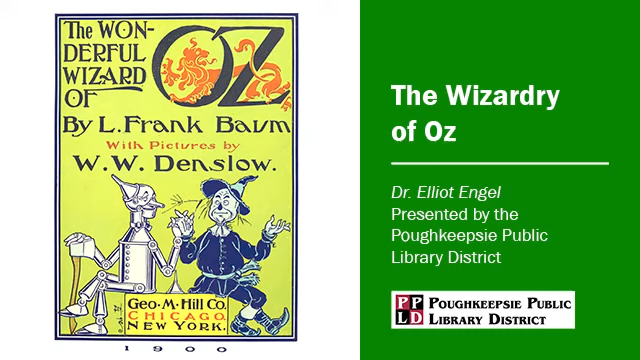 The WON-
DERFUL
WIZARD
OF OZ
By L. Frank Baum
With Pictures by
W. W. Denslow.
Geo. M. Hill Co.
CHICAGO.
NEW YORK.
1900
The Wizardry
of Oz
Dr. Elliot Engel
Presented by the
Poughkeepsie Public
Library District
PP
LD
POUGHKEEPSIE PUBLIC
LIBRARY DISTRICT